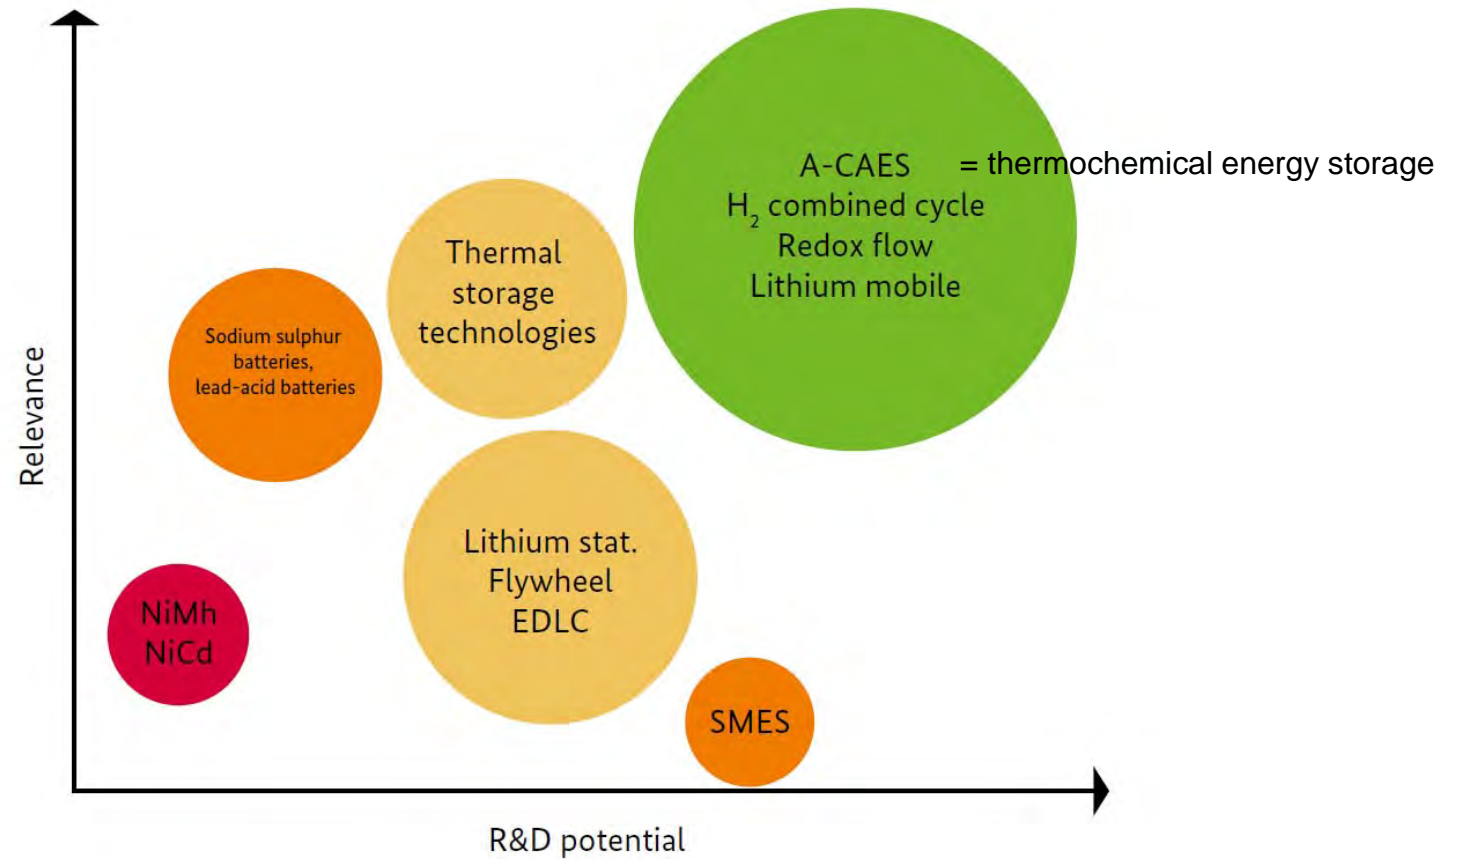 A-CAES = thermochemical energy storage
H₂ combined cycle
Redox flow
Lithium mobile
Thermal
storage
technologies
Sodium sulphur
batteries,
lead-acid batteries
Relevance
Lithium stat.
Flywheel
EDLC
NiMh
NiCd
SMES
R&D potential